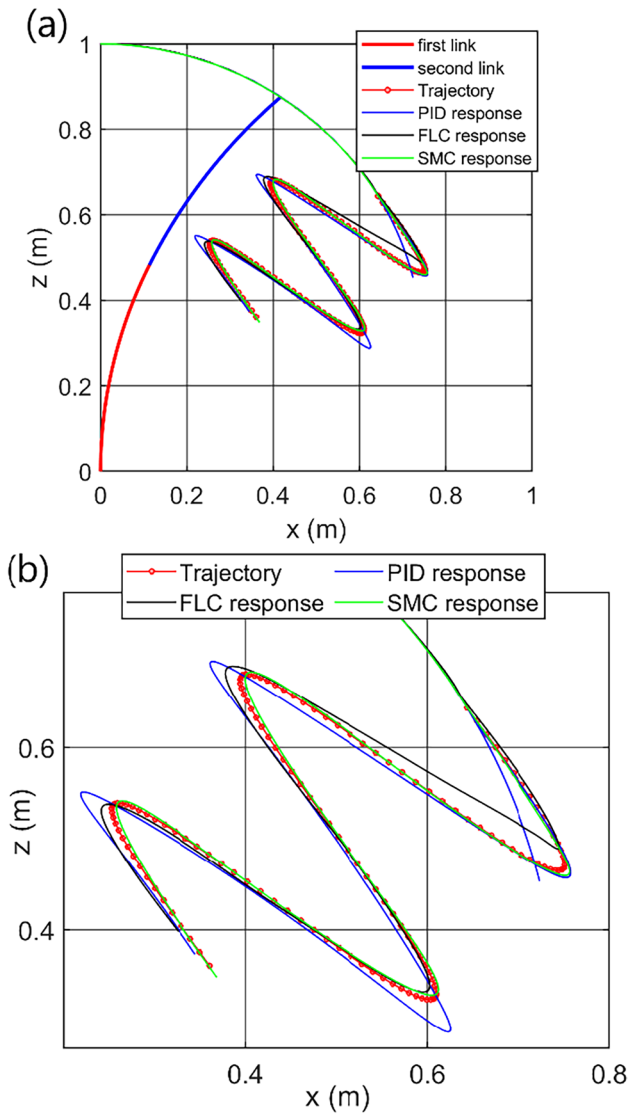 (a)
1
0.8
0.6
0.4
0.2
0
z (m)
first link
second link
Trajectory
PID response
FLC response
SMC response
0 0.2 0.4 0.6 0.8 1
x (m)
(b)
Trajectory PID response
FLC response SMC response
0.6
0.4
z (m)
0.4 0.6 0.8
x (m)